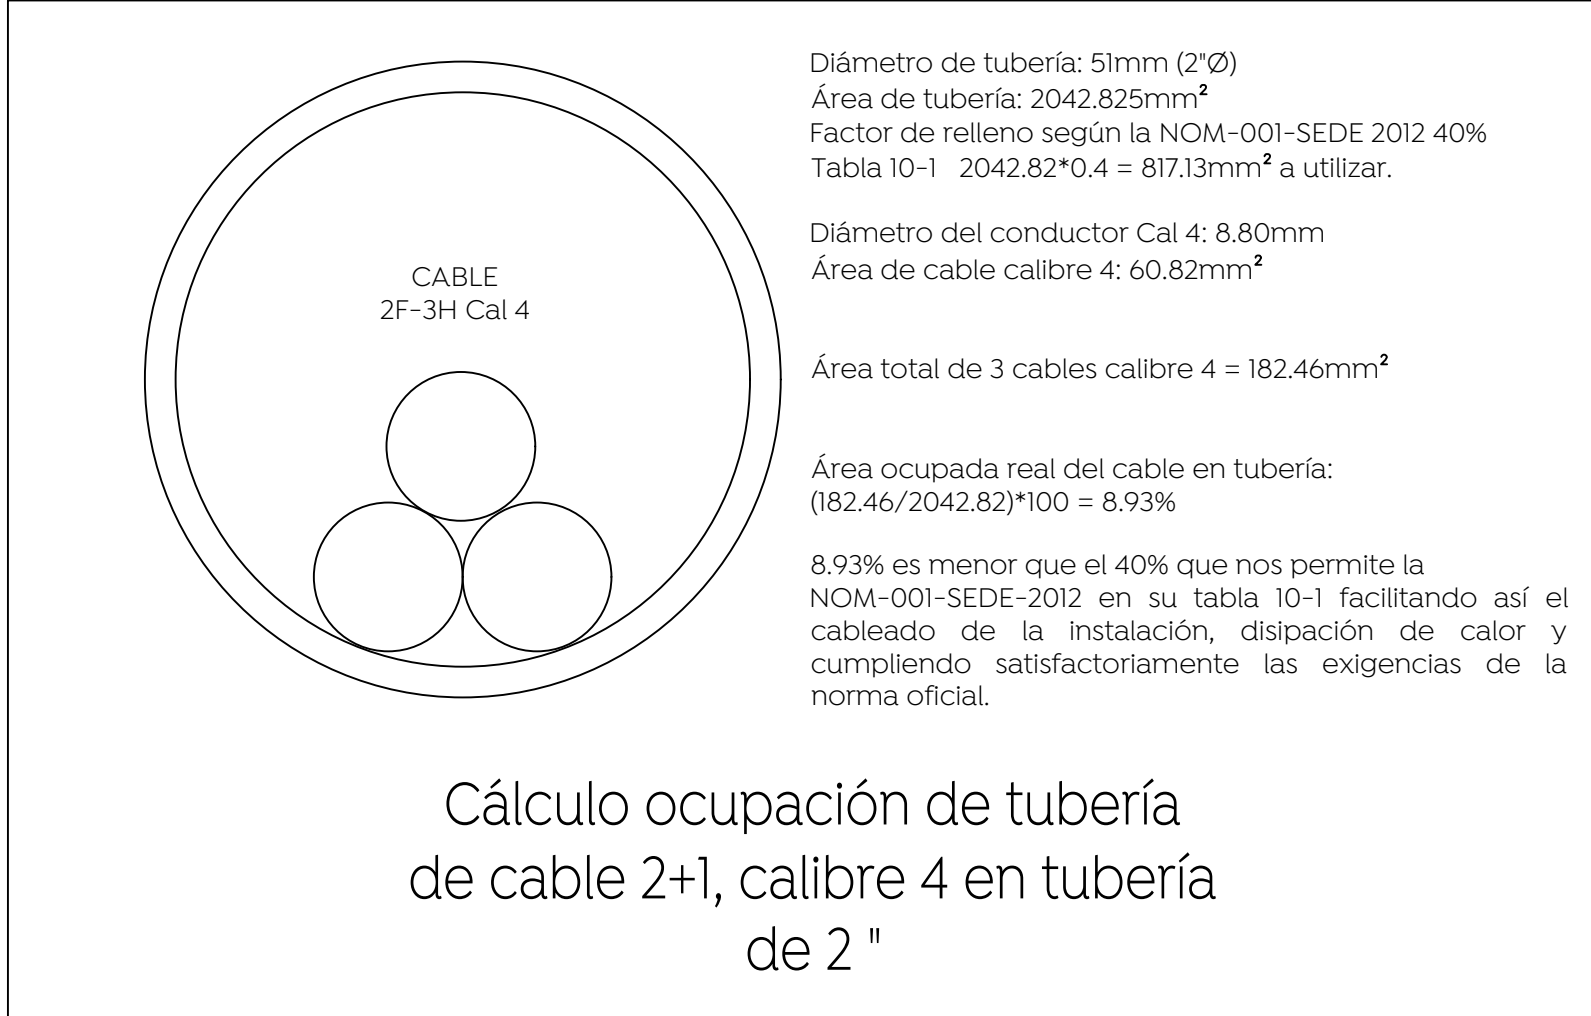 Diámetro de tubería: 51mm (2"Ø)
Área de tubería: 2042.825mm²
Factor de relleno según la NOM-001-SEDE 2012 40%
Tabla 10-1 2042.82*0.4 = 817.13mm² a utilizar.
Diámetro del conductor Cal 4: 8.80mm
Área de cable calibre 4: 60.82mm²
CABLE
2F-3H Cal 4
Área total de 3 cables calibre 4 = 182.46mm²
Área ocupada real del cable en tubería:
(182.46/2042.82)*100 = 8.93%
8.93% es menor que el 40% que nos permite la
NOM-001-SEDE-2012 en su tabla 10-1 facilitando así el
cableado de la instalación, disipación de calor y
cumpliendo satisfactoriamente las exigencias de la
norma oficial.
Cálculo ocupación de tubería
de cable 2+1, calibre 4 en tubería
de 2 "